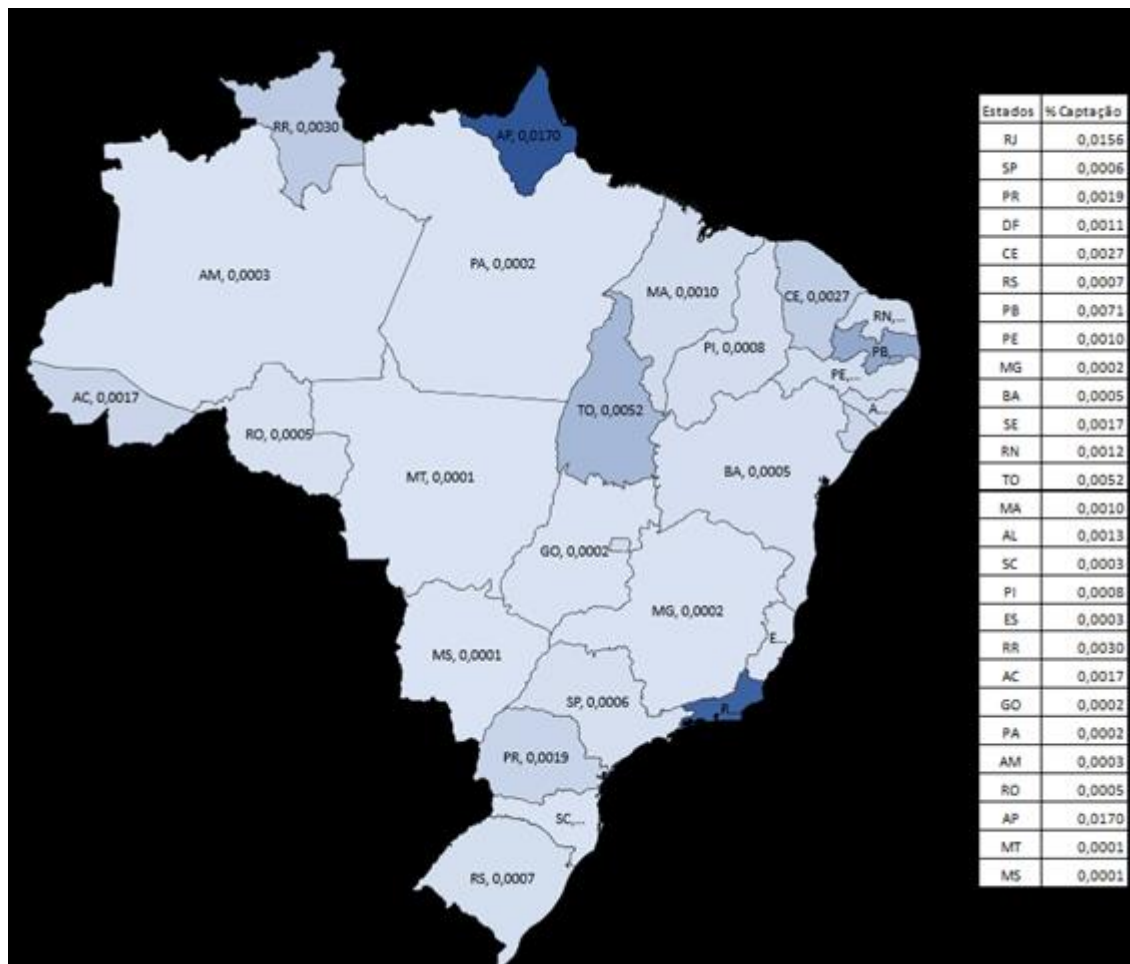 RR, 0,0030
AP, 0,0170
AM, 0,0003
PA, 0,0002
MA, 0,0010
CE, 0,0027
RN,...
PI, 0,0008
PB,
PE,...
AC, 0,0017
TO, 0,0052
A...
RO, 0,0005
MT, 0,0001
BA, 0,0005
GO, 0,0002
MG, 0,0002
E...
MS, 0,0001
SP, 0,0006
R...
PR, 0,0019
SC,...
RS, 0,0007
Estados % Captação
RJ 0,0156
SP 0,0006
PR 0,0019
DF 0,0011
CE 0,0027
RS 0,0007
PB 0,0071
PE 0,0010
MG 0,0002
BA 0,0005
SE 0,0017
RN 0,0012
TO 0,0052
MA 0,0010
AL 0,0013
SC 0,0003
PI 0,0008
ES 0,0003
RR 0,0030
AC 0,0017
GO 0,0002
PA 0,0002
AM 0,0003
RO 0,0005
AP 0,0170
MT 0,0001
MS 0,0001